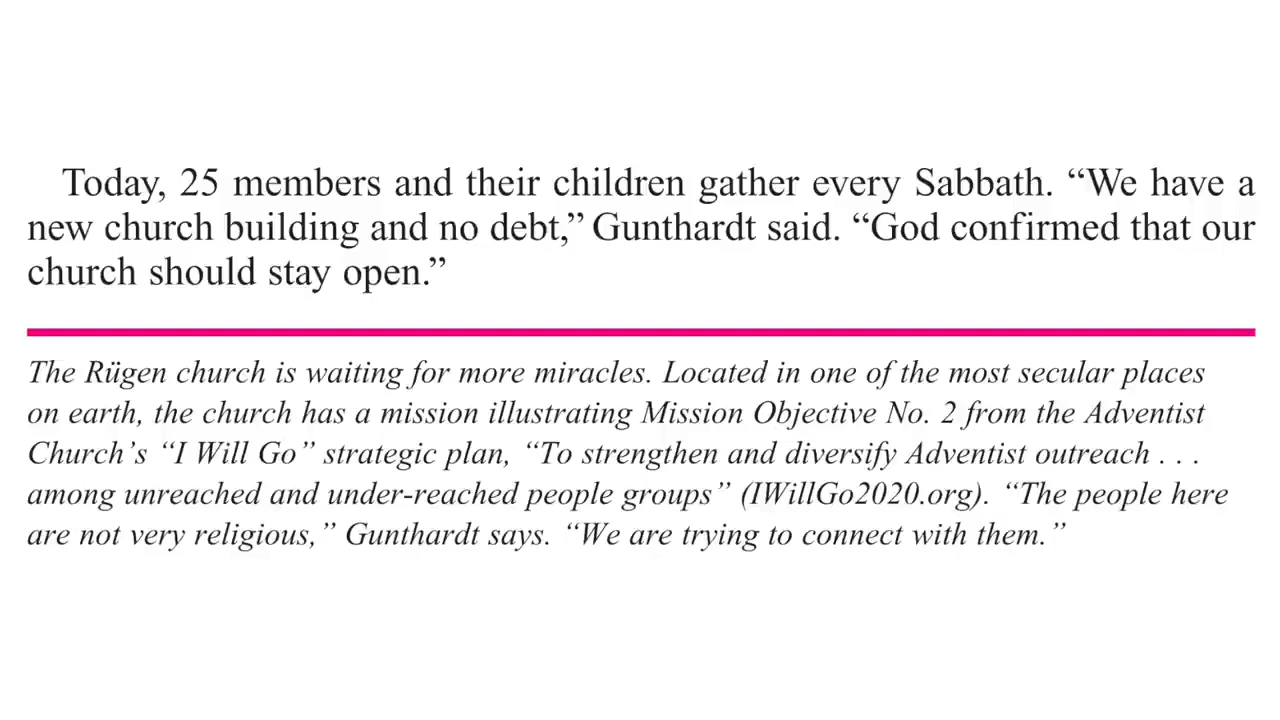 Today, 25 members and their children gather every Sabbath. “We have a
new church building and no debt,” Gunthardt said. “God confirmed that our
church should stay open.”
The Rügen church is waiting for more miracles. Located in one of the most secular places
on earth, the church has a mission illustrating Mission Objective No. 2 from the Adventist
Church’s “I Will Go” strategic plan, “To strengthen and diversify Adventist outreach . . .
among unreached and under-reached people groups” (IWillGo2020.org). “The people here
are not very religious,” Gunthardt says. “We are trying to connect with them.”